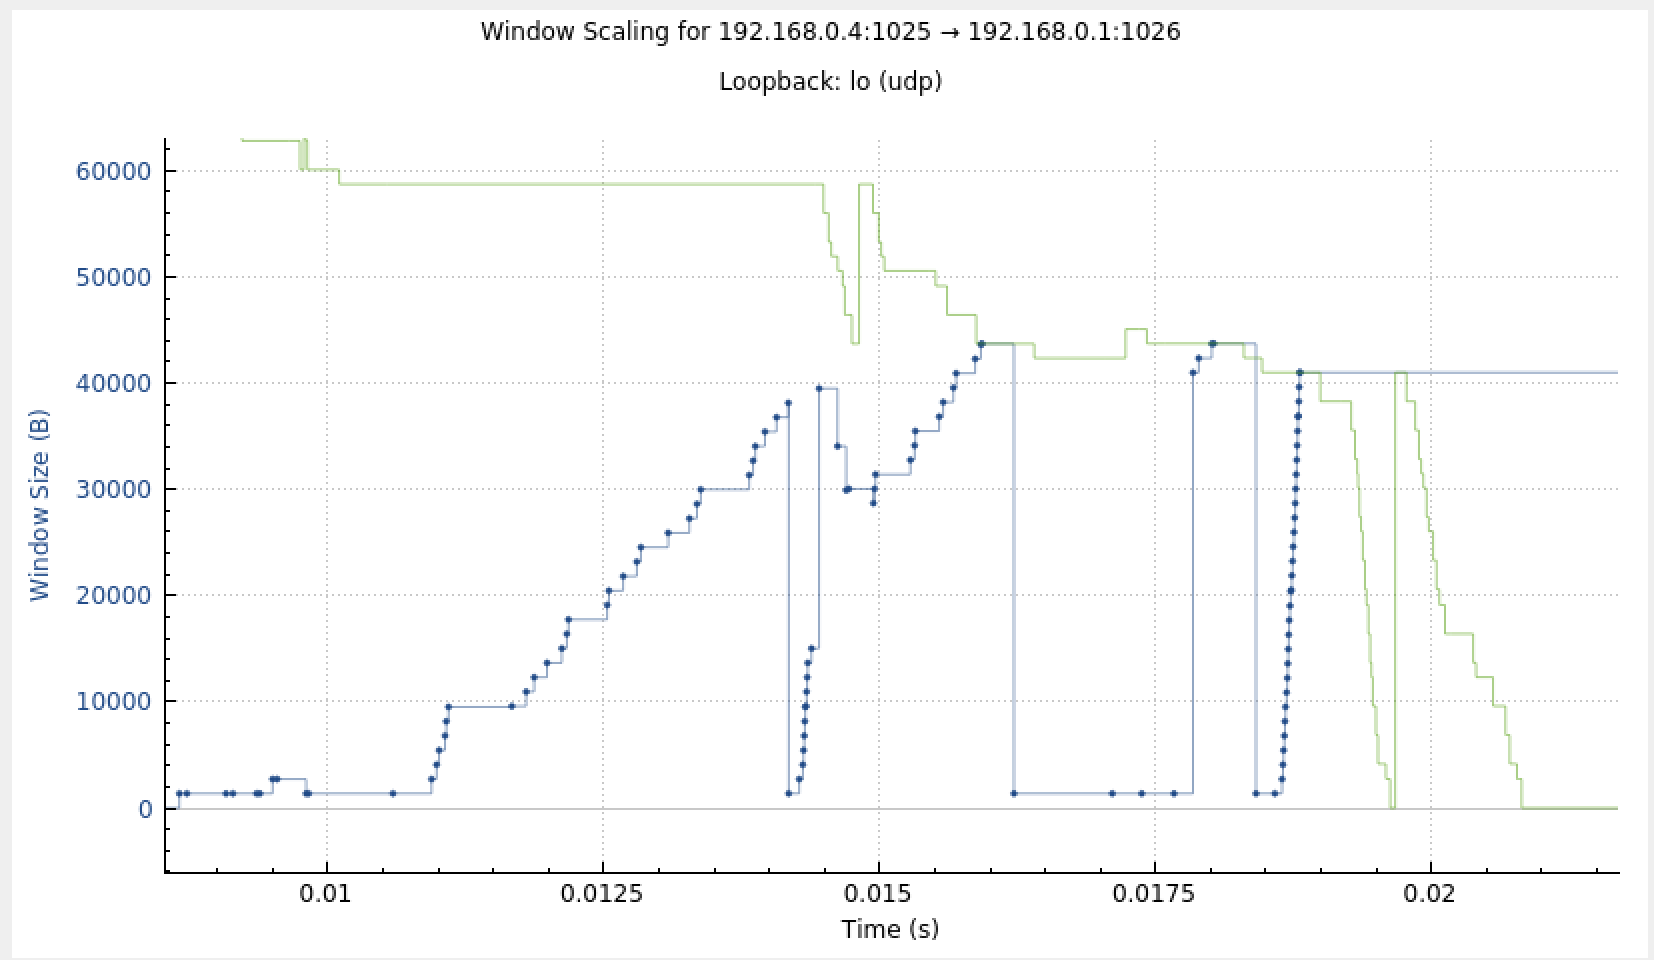 Window Scaling for 192.168.0.4:1025 → 192.168.0.1:1026
Loopback: lo (udp)
Window Size (B)
60000
50000
40000
30000
20000
10000
0
0.01 0.0125 0.015 0.0175 0.02
Time (s)